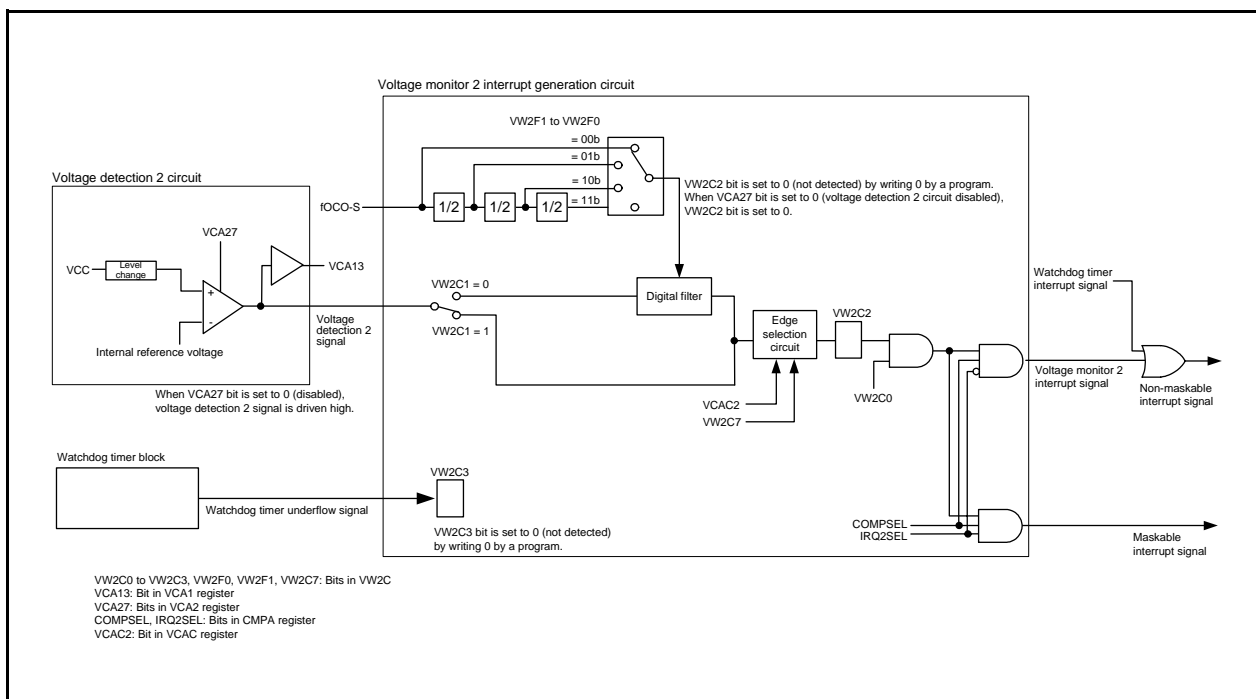 Voltage monitor 2 interrupt generation circuit
VW2F1 to VW2F0
= 00b
= 01b
= 10b
= 11b
Voltage detection 2 circuit
fOCO-S
1/2
1/2
1/2
VW2C2 bit is set to 0 (not detected) by writing 0 by a program.
When VCA27 bit is set to 0 (voltage detection 2 circuit disabled),
VW2C2 bit is set to 0.
VCA27
VCC
Level
change
VCA13
+
-
Internal reference voltage
Voltage
detection 2
signal
VW2C1 = 0
VW2C1 = 1
Digital filter
Edge
selection
circuit
VW2C2
Watchdog timer
interrupt signal
Voltage monitor 2
interrupt signal
Non-maskable
interrupt signal
VW2C0
VCAC2
VW2C7
When VCA27 bit is set to 0 (disabled),
voltage detection 2 signal is driven high.
Watchdog timer block
Watchdog timer underflow signal
VW2C3
VW2C3 bit is set to 0 (not detected)
by writing 0 by a program.
COMPSEL
IRQ2SEL
Maskable
interrupt signal
VW2C0 to VW2C3, VW2F0, VW2F1, VW2C7: Bits in VW2C
VCA13: Bit in VCA1 register
VCA27: Bits in VCA2 register
COMPSEL, IRQ2SEL: Bits in CMPA register
VCAC2: Bit in VCAC register